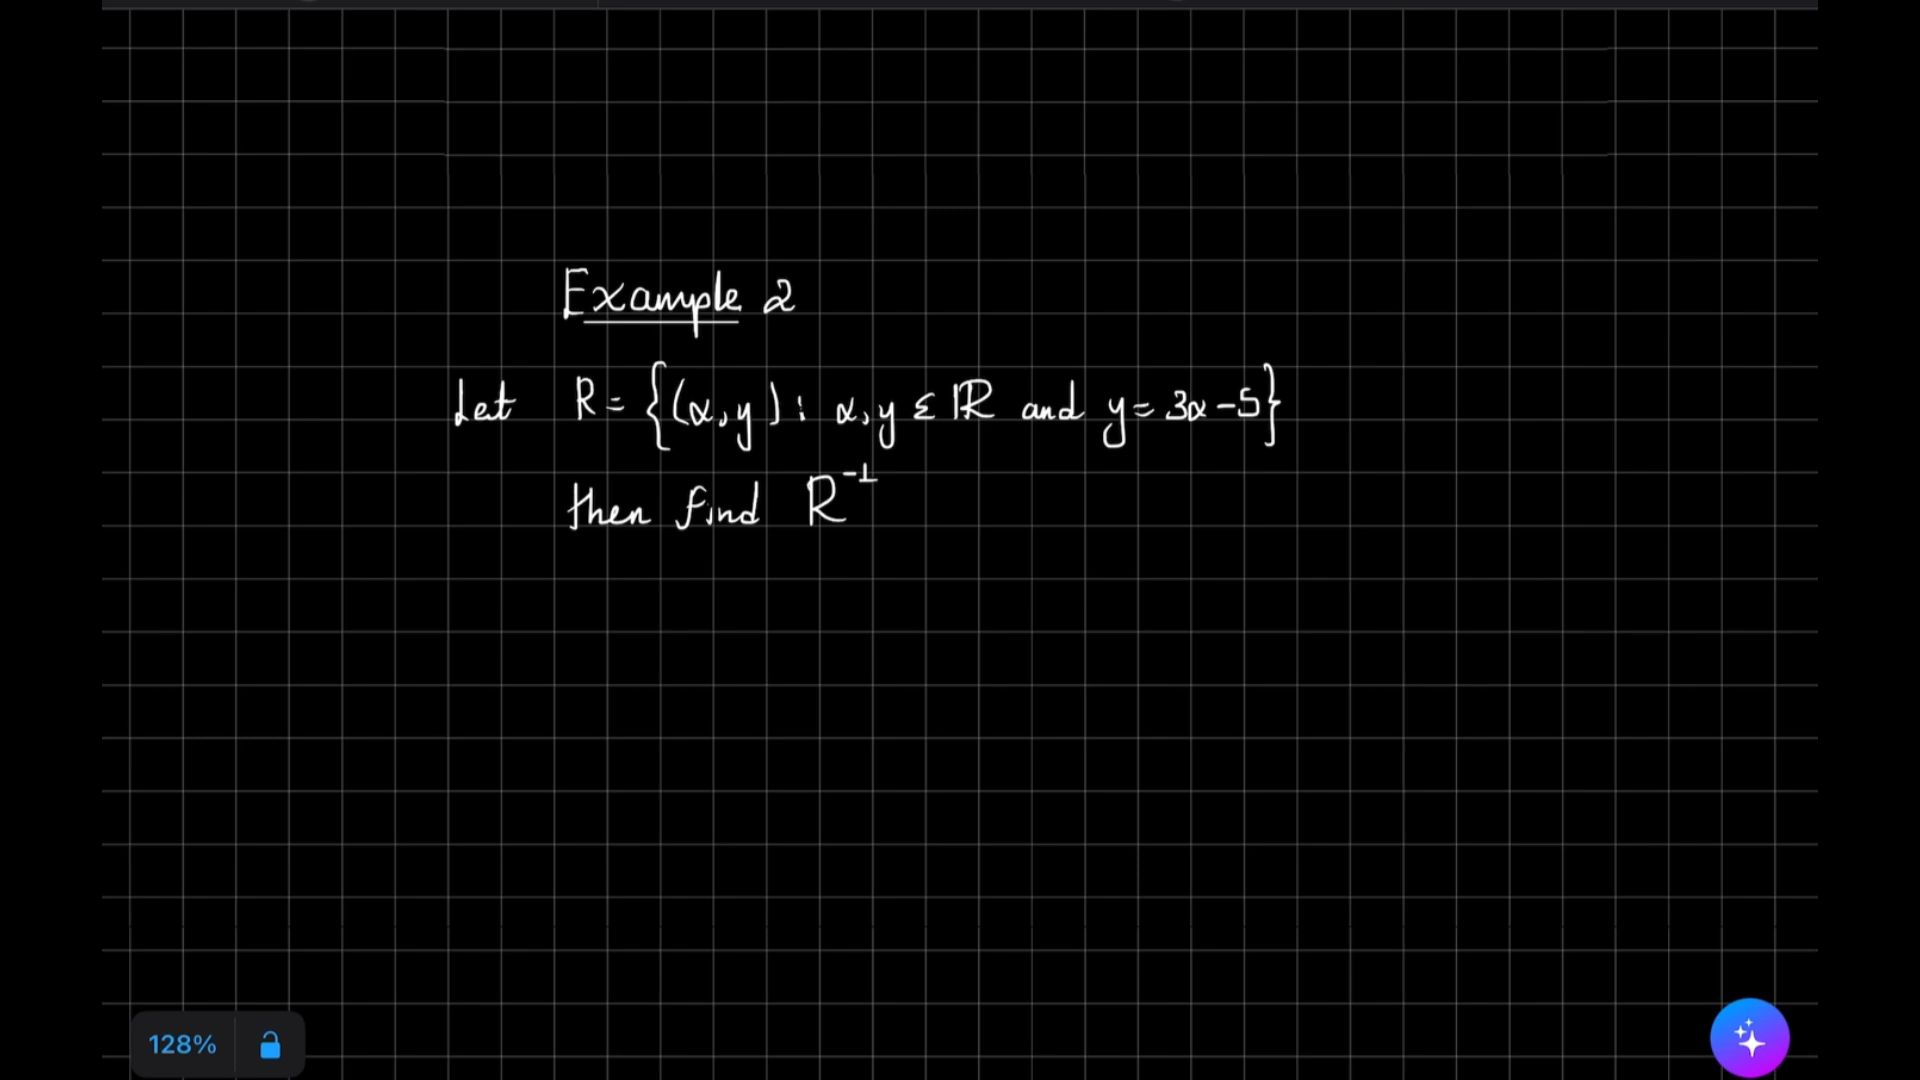 Example 2
Let R = {(x, y) : x, y ∈ ℝ and y = 3x - 5}
then find R⁻¹
128%